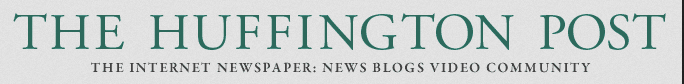 THE HUFFINGTON POST
THE INTERNET NEWSPAPER: NEWS BLOGS VIDEO COMMUNITY